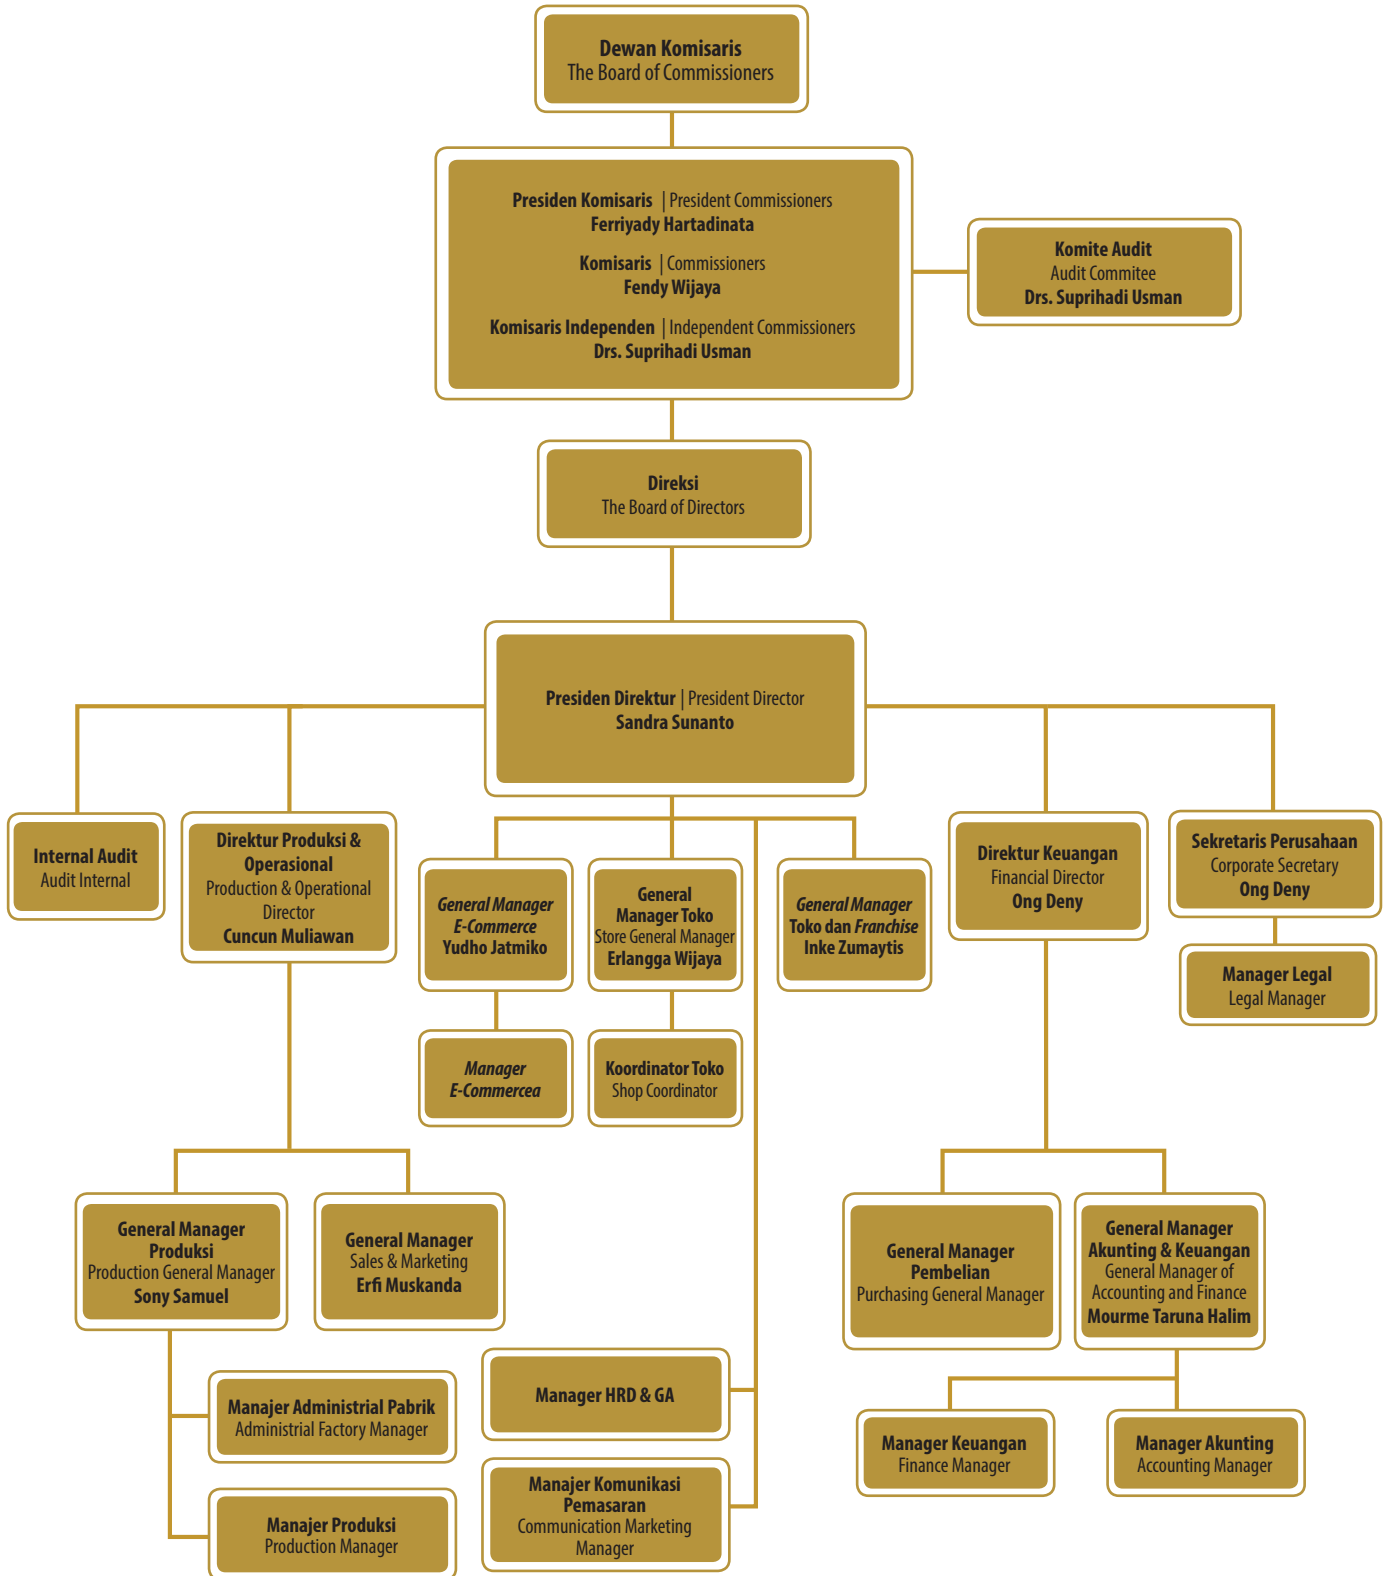 Dewan Komisaris
The Board of Commissioners
Presiden Komisaris | President Commissioners
Ferriyady Hartadinata
Komisaris | Commissioners
Fendy Wijaya
Komisaris Independen | Independent Commissioners
Drs. Suprihadi Usman
Komite Audit
Audit Commitee
Drs. Suprihadi Usman
Direksi
The Board of Directors
Presiden Direktur | President Director
Sandra Sunanto
Internal Audit
Audit Internal
Direktur Produksi &
Operasional
Production & Operational
Director
Cuncun Muliawan
General Manager
E-Commerce
Yudho Jatmiko
General
Manager Toko
Store General Manager
Erlangga Wijaya
General Manager
Toko dan Franchise
Inke Zumaytis
Direktur Keuangan
Financial Director
Ong Deny
Sekretaris Perusahaan
Corporate Secretary
Ong Deny
Manager Legal
Legal Manager
Manager
E-Commercea
Koordinator Toko
Shop Coordinator
General Manager
Produksi
Production General Manager
Sony Samuel
General Manager
Sales & Marketing
Erfi Muskanda
General Manager
Pembelian
Purchasing General Manager
General Manager
Akunting & Keuangan
General Manager of
Accounting and Finance
Mourme Taruna Halim
Manajer Administrial Pabrik
Administrial Factory Manager
Manager HRD & GA
Manager Keuangan
Finance Manager
Manager Akunting
Accounting Manager
Manajer Produksi
Production Manager
Manajer Komunikasi
Pemasaran
Communication Marketing
Manager